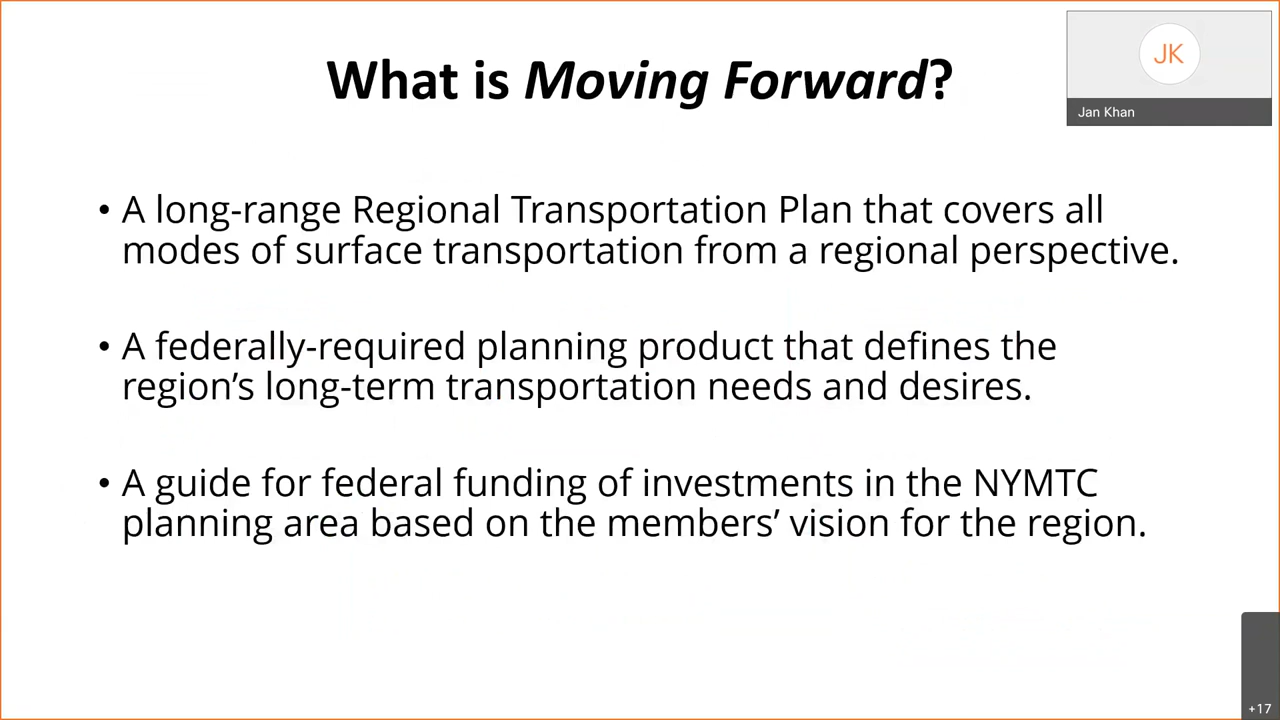 What is Moving Forward?
JK
Jan Khan
• A long-range Regional Transportation Plan that covers all
modes of surface transportation from a regional perspective.
• A federally-required planning product that defines the
region’s long-term transportation needs and desires.
• A guide for federal funding of investments in the NYMTC
planning area based on the members’ vision for the region.
+17